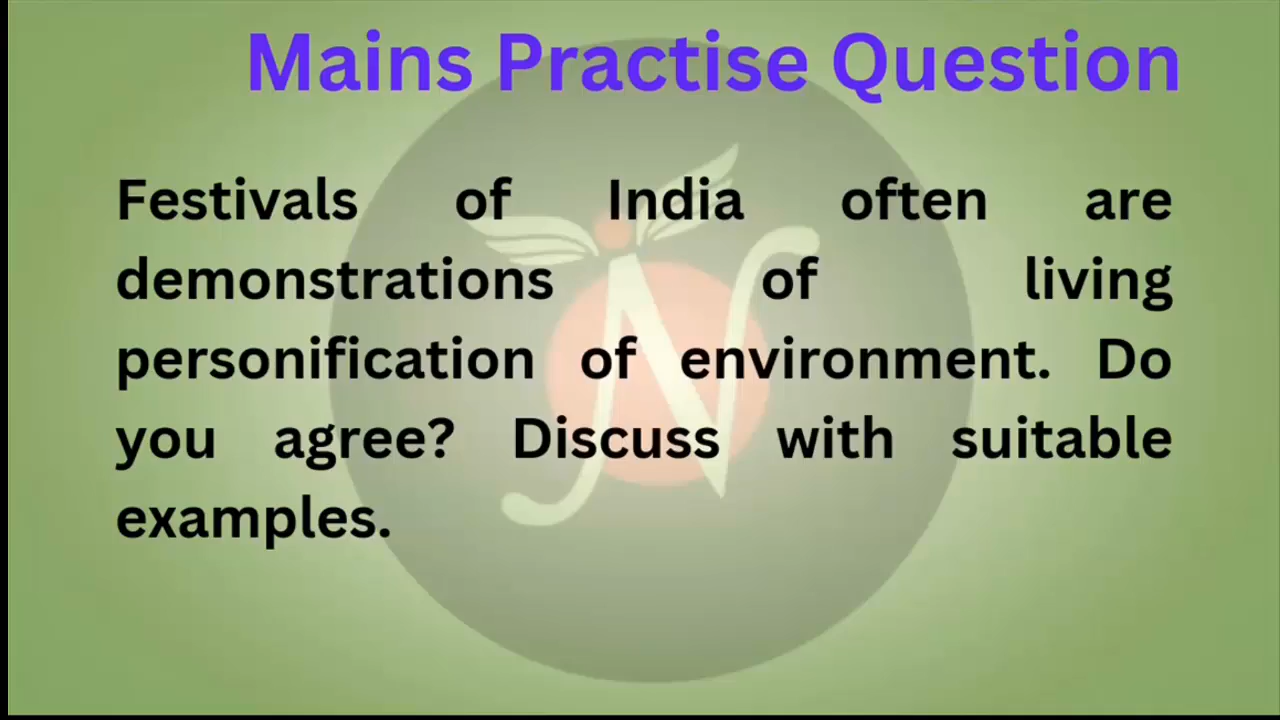 Mains Practise Question
Festivals of India often are
demonstrations of living
personification of environment. Do
you agree? Discuss with suitable
examples.